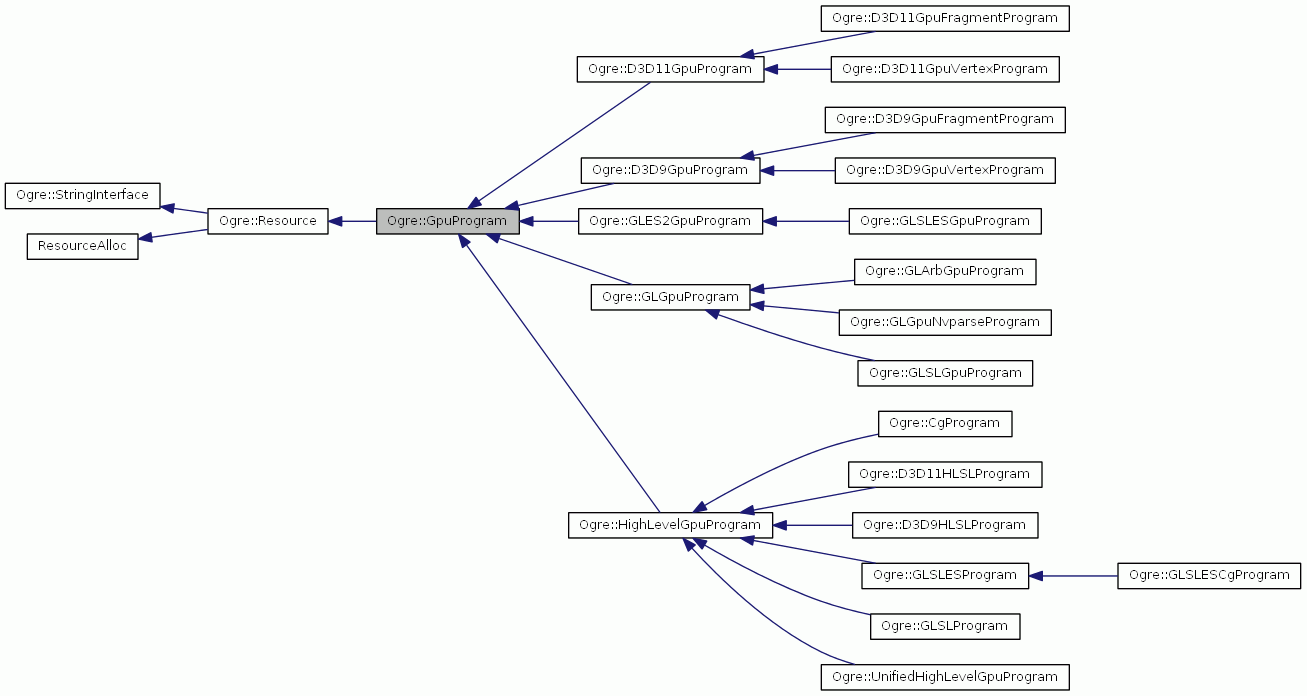 Ogre::D3D11GpuFragmentProgram
Ogre::D3D11GpuProgram
Ogre::D3D11GpuVertexProgram
Ogre::D3D9GpuFragmentProgram
Ogre::D3D9GpuProgram
Ogre::D3D9GpuVertexProgram
Ogre::StringInterface
Ogre::Resource
Ogre::GpuProgram
Ogre::GLES2GpuProgram
Ogre::GLSLESGpuProgram
ResourceAlloc
Ogre::GLArbGpuProgram
Ogre::GLGpuProgram
Ogre::GLGpuNvparseProgram
Ogre::GLSLGpuProgram
Ogre::CgProgram
Ogre::D3D11HLSLProgram
Ogre::HighLevelGpuProgram
Ogre::D3D9HLSLProgram
Ogre::GLSLESProgram
Ogre::GLSLESCgProgram
Ogre::GLSLProgram
Ogre::UnifiedHighLevelGpuProgram